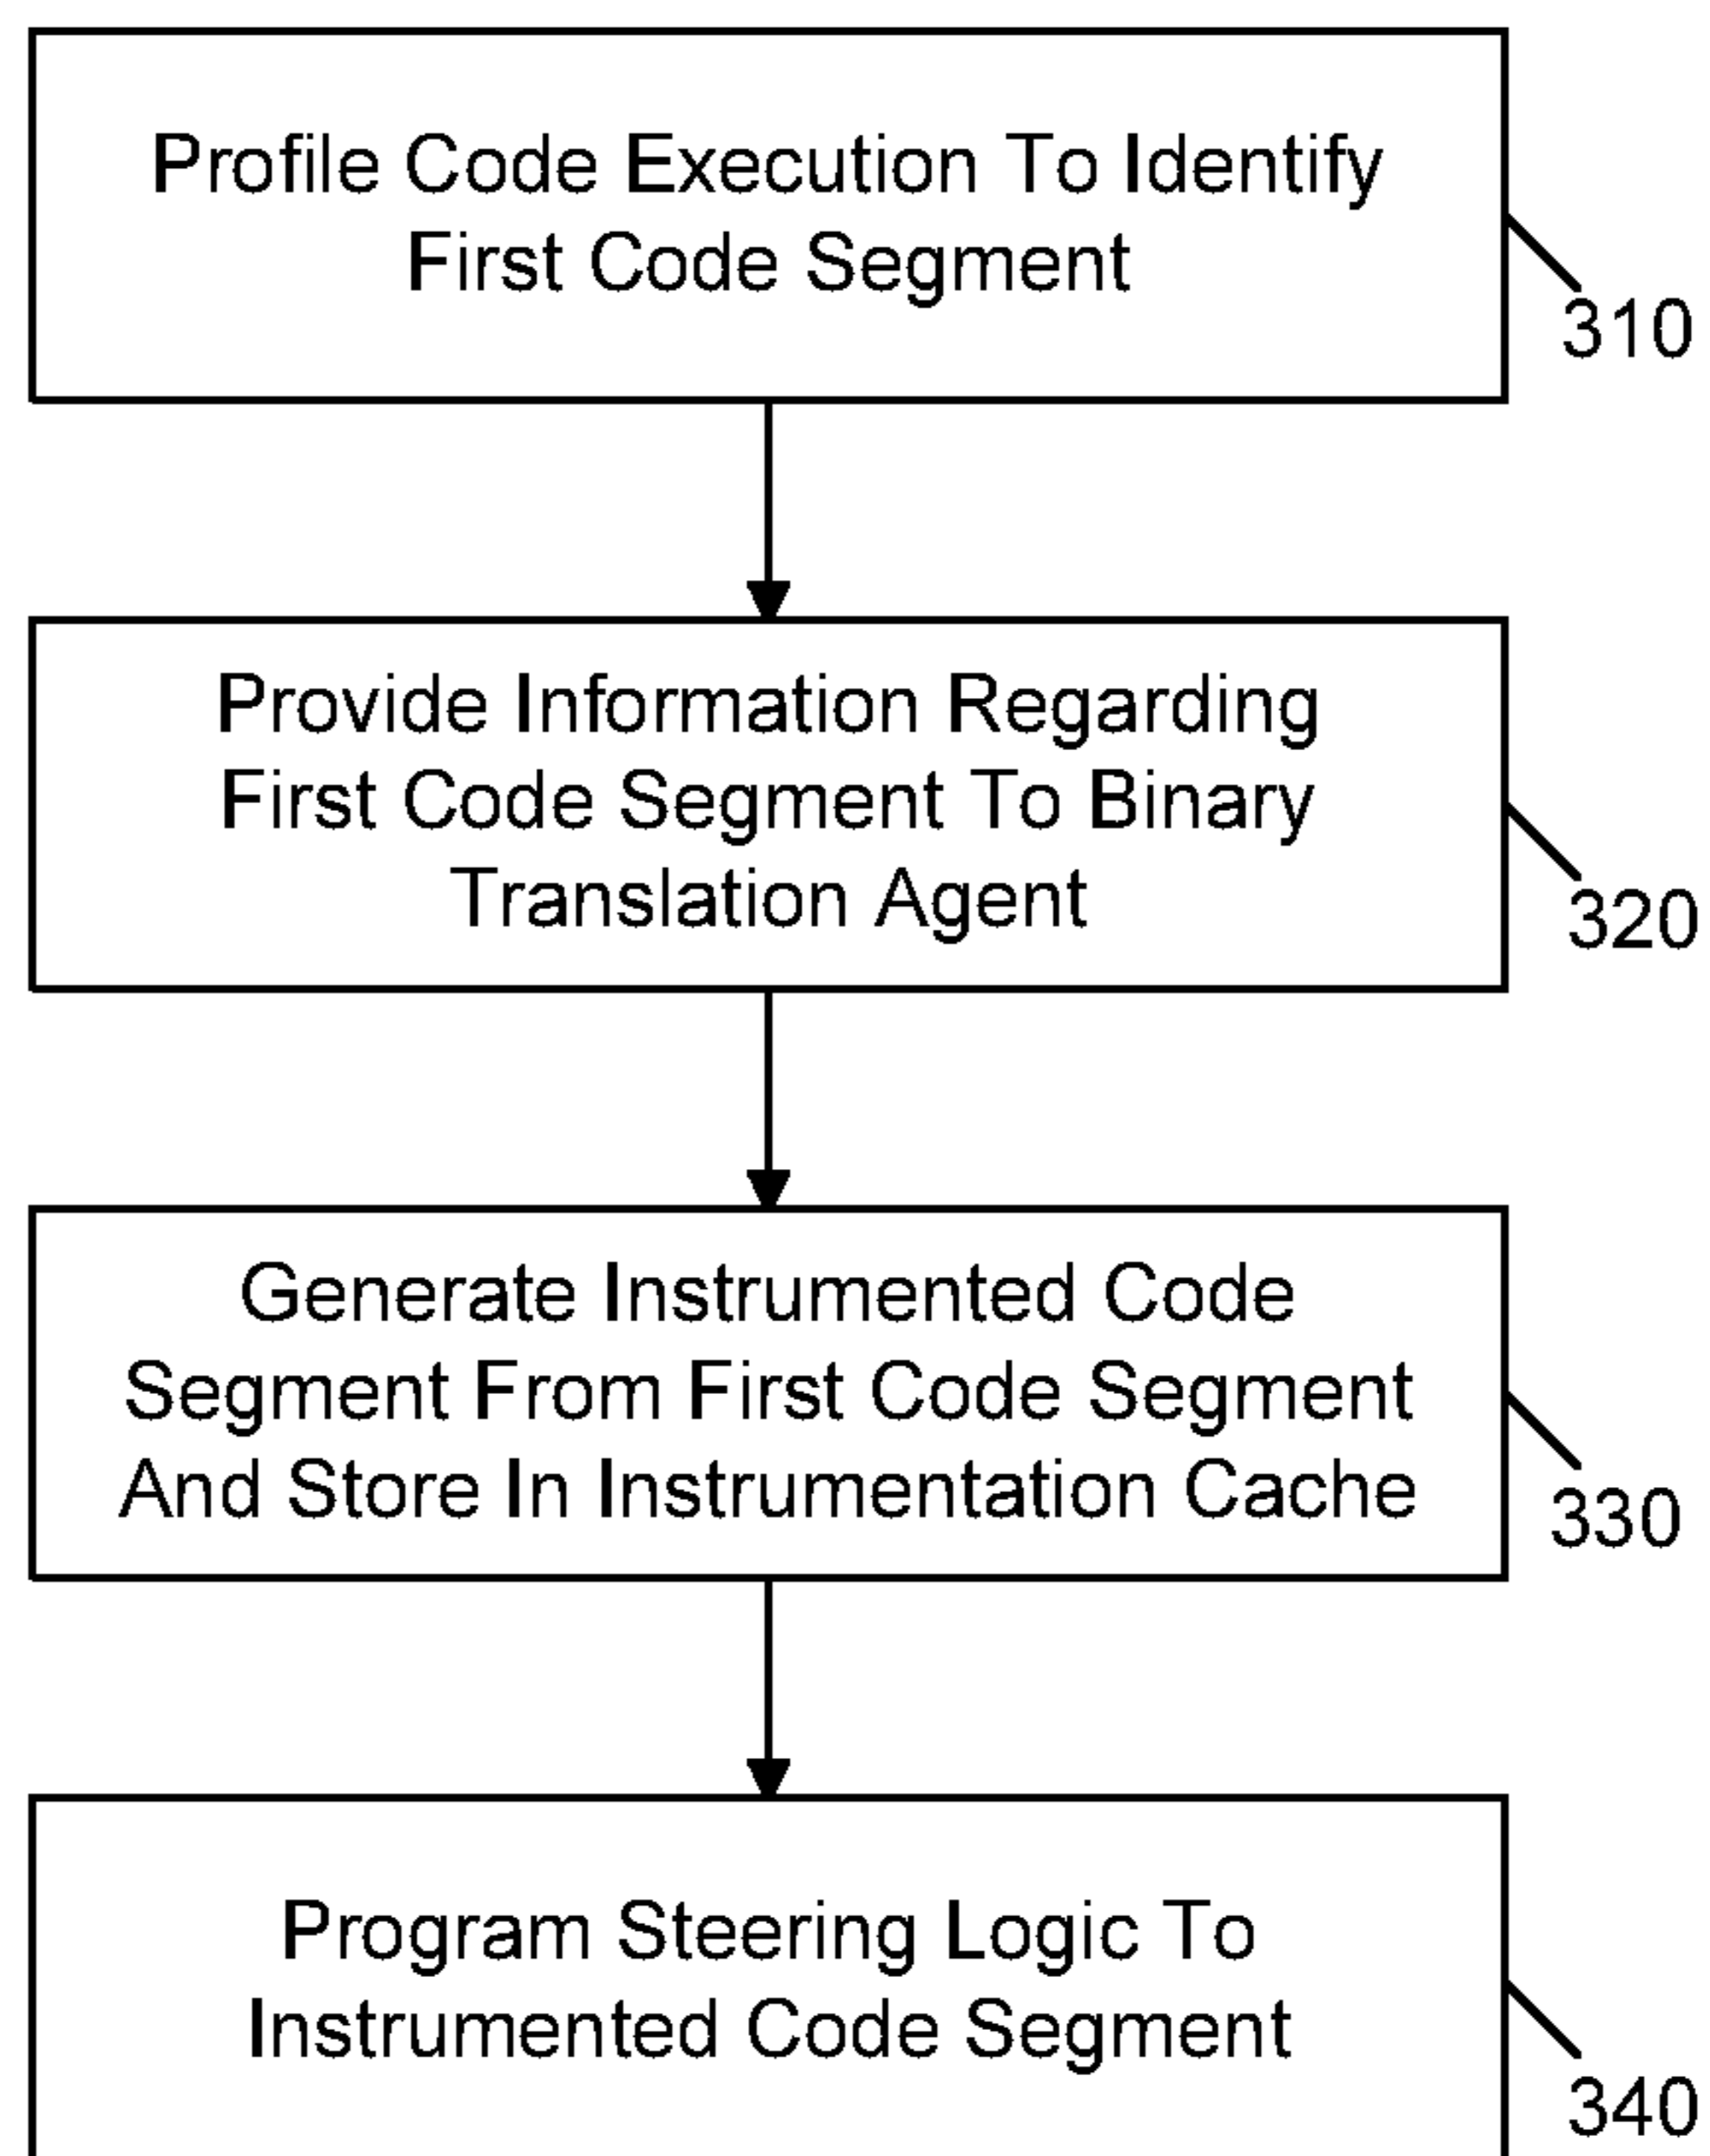 Profile Code Execution To Identify
First Code Segment
310
Provide Information Regarding
First Code Segment To Binary
Translation Agent
320
Generate Instrumented Code
Segment From First Code Segment
And Store In Instrumentation Cache
330
Program Steering Logic To
Instrumented Code Segment
340